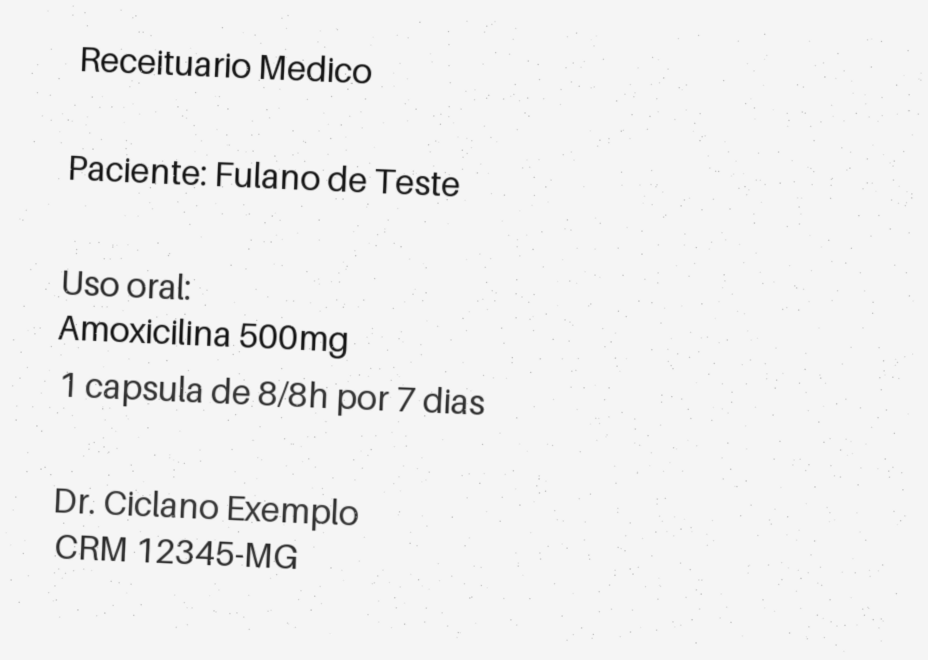 Receituario Medico
Paciente: Fulano de Teste
Uso oral:
Amoxicilina 500mg
1 capsula de 8/8h por 7 dias
Dr. Ciclano Exemplo
CRM 12345-MG